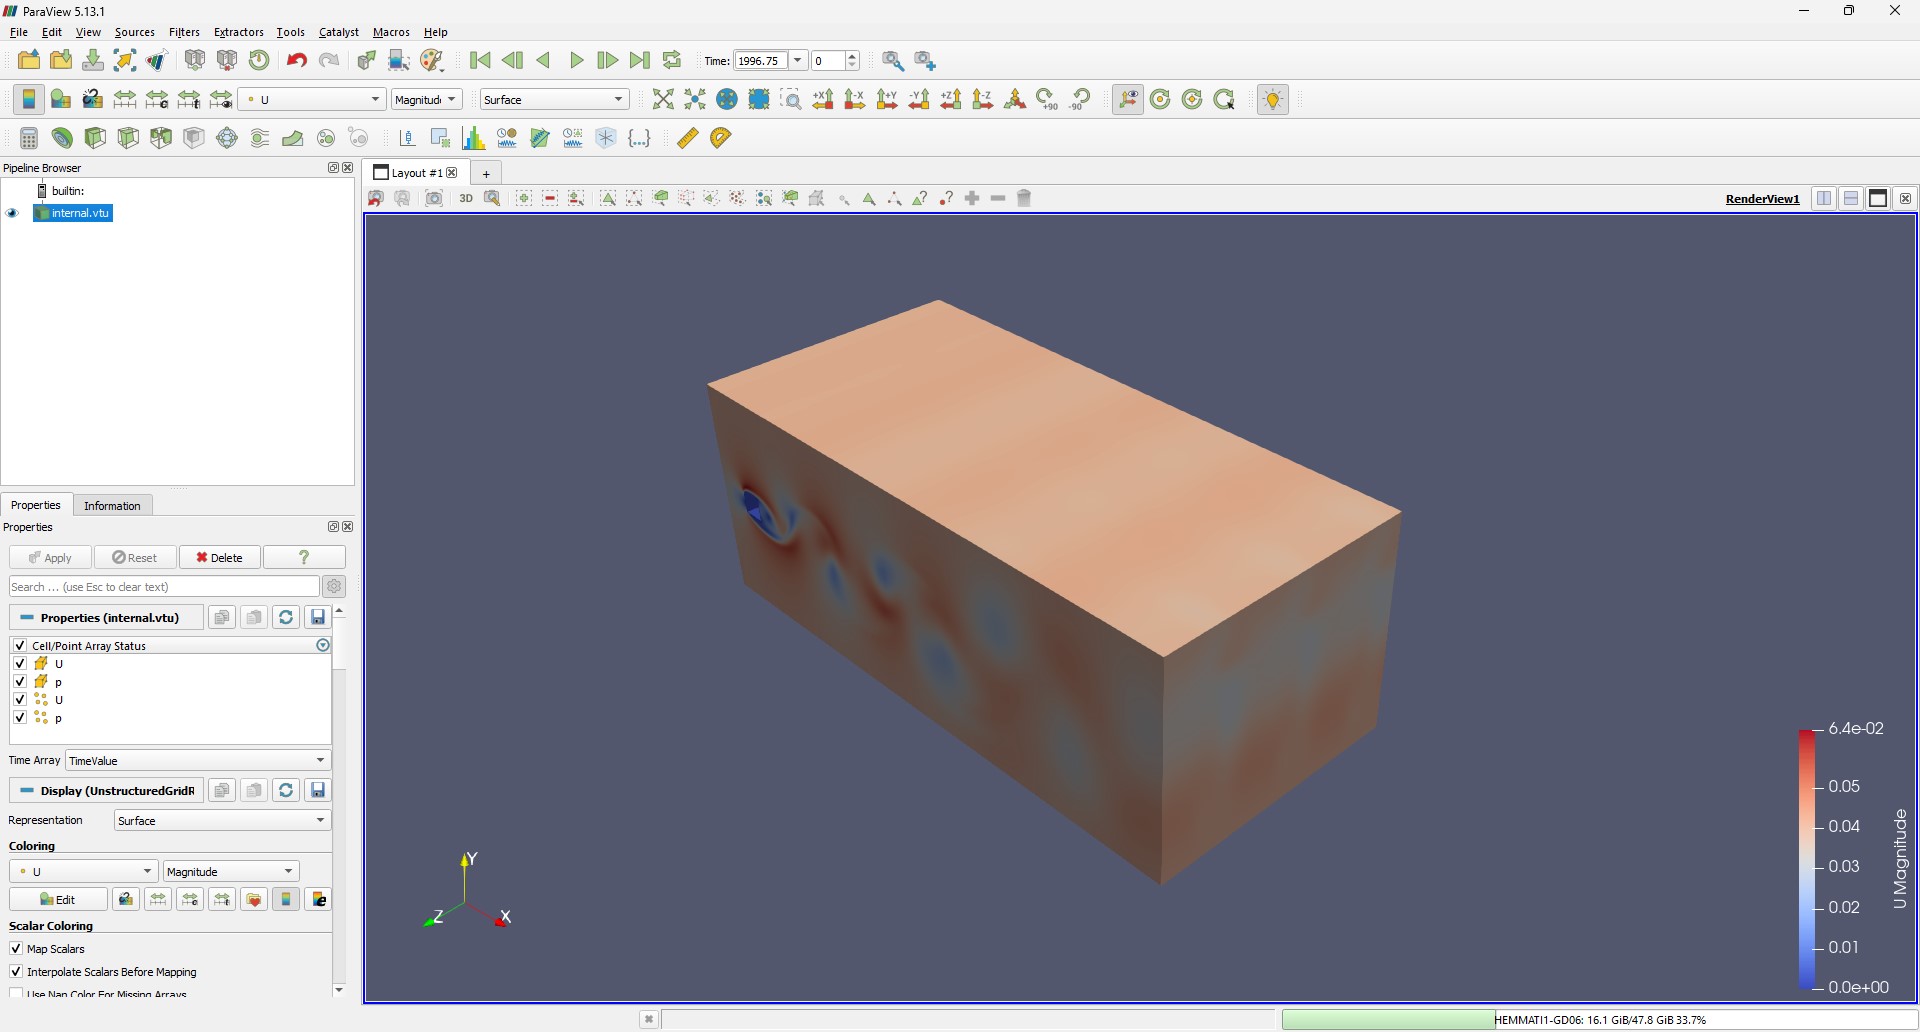 ParaView 5.13.1
File Edit View Sources Filters Extractors Tools Catalyst Macros Help
Time: 1996.75 0
U Magnitude Surface +X -X +Y -Y +Z -Z +90 -90
Pipeline Browser
Layout #1 +
builtin:
3D
RenderView1
internal.vtu
Properties Information
Properties
Apply Reset Delete ?
Search ... (use Esc to clear text)
Properties (internal.vtu)
Cell/Point Array Status
U
p
U
p
Time Array TimeValue
Display (UnstructuredGridR
Representation Surface
Coloring
U Magnitude
Edit
Scalar Coloring
Map Scalars
Interpolate Scalars Before Mapping
Use Nan Color For Missing Arrays
Y
Z
X
6.4e-02
0.05
0.04
0.03
0.02
0.01
0.0e+00
U Magnitude
HEMMATI1-GD06: 16.1 GiB/47.8 GiB 33.7%